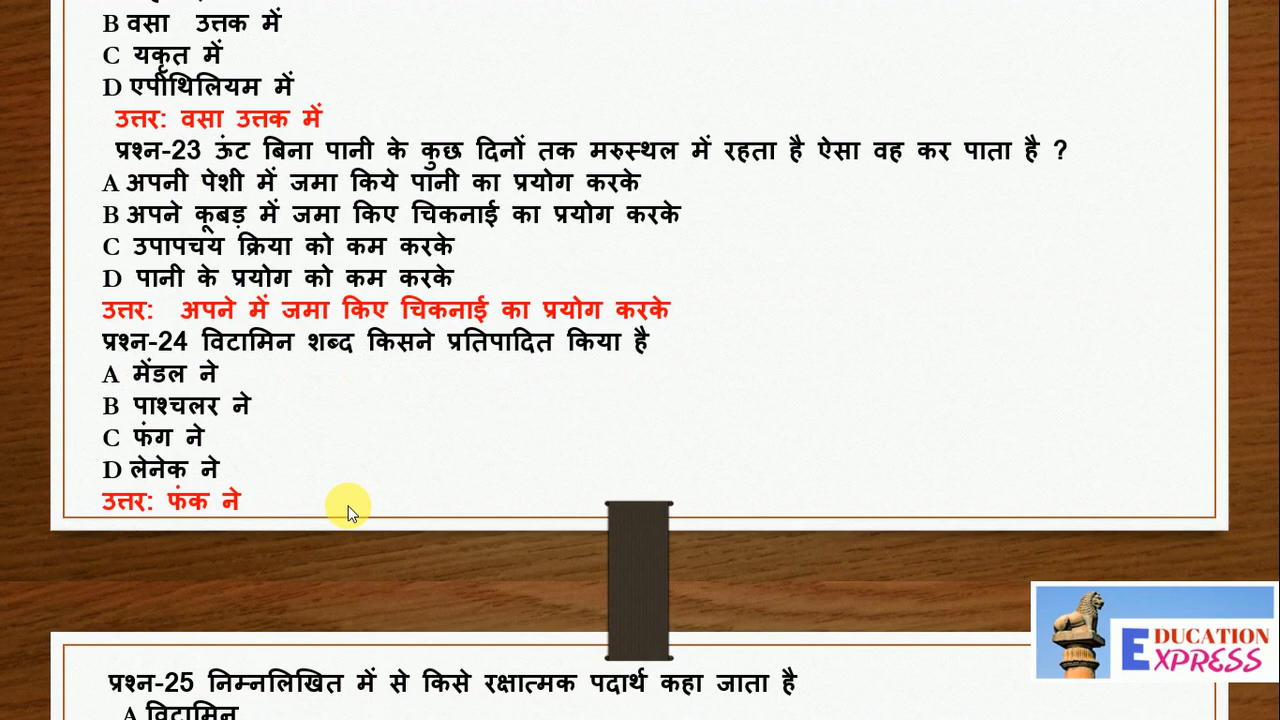 B वसा उत्तक में
C यकृत में
D एपीथिलियम में
उत्तर: वसा उत्तक में
प्रश्न-23 ऊंट बिना पानी के कुछ दिनों तक मरुस्थल में रहता है ऐसा वह कर पाता है ?
A अपनी पेशी में जमा किये पानी का प्रयोग करके
B अपने कूबड़ में जमा किए चिकनाई का प्रयोग करके
C उपापचय क्रिया को कम करके
D पानी के प्रयोग को कम करके
उत्तर: अपने में जमा किए चिकनाई का प्रयोग करके
प्रश्न-24 विटामिन शब्द किसने प्रतिपादित किया है
A मेंडल ने
B पाश्चलर ने
C फंग ने
D लेनेक ने
उत्तर: फंक ने
EDUCATION
EXPRESS
प्रश्न-25 निम्नलिखित में से किसे रक्षात्मक पदार्थ कहा जाता है
A विटामिन